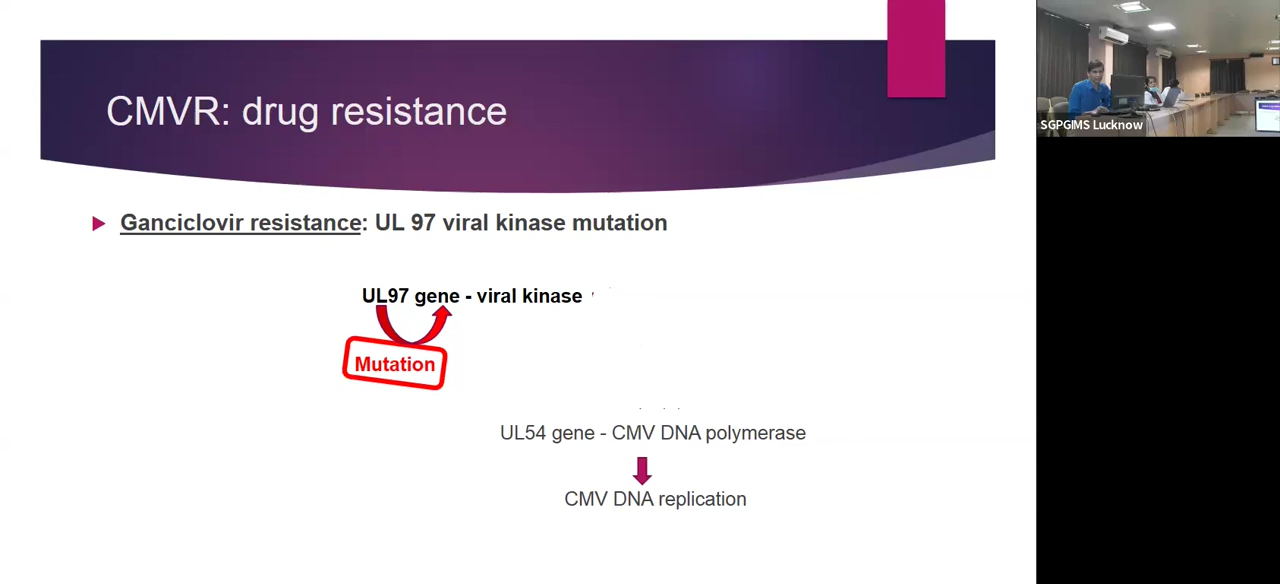 CMVR: drug resistance
SGPGIMS Lucknow
Ganciclovir resistance: UL 97 viral kinase mutation
UL97 gene - viral kinase
Mutation
UL54 gene - CMV DNA polymerase
CMV DNA replication